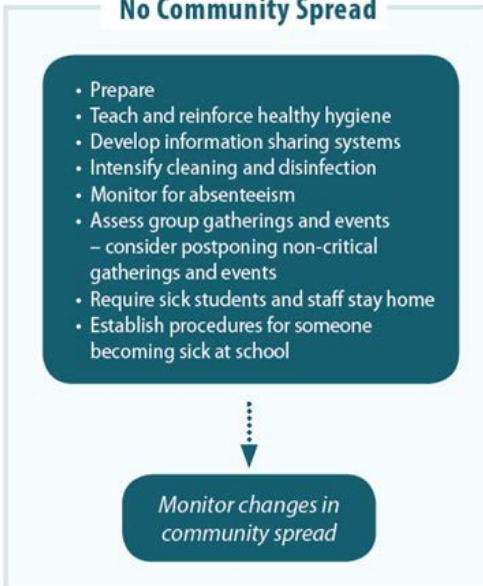 No Community Spread
• Prepare
• Teach and reinforce healthy hygiene
• Develop information sharing systems
• Intensify cleaning and disinfection
• Monitor for absenteeism
• Assess group gatherings and events
– consider postponing non-critical
gatherings and events
• Require sick students and staff stay home
• Establish procedures for someone
becoming sick at school
Monitor changes in
community spread